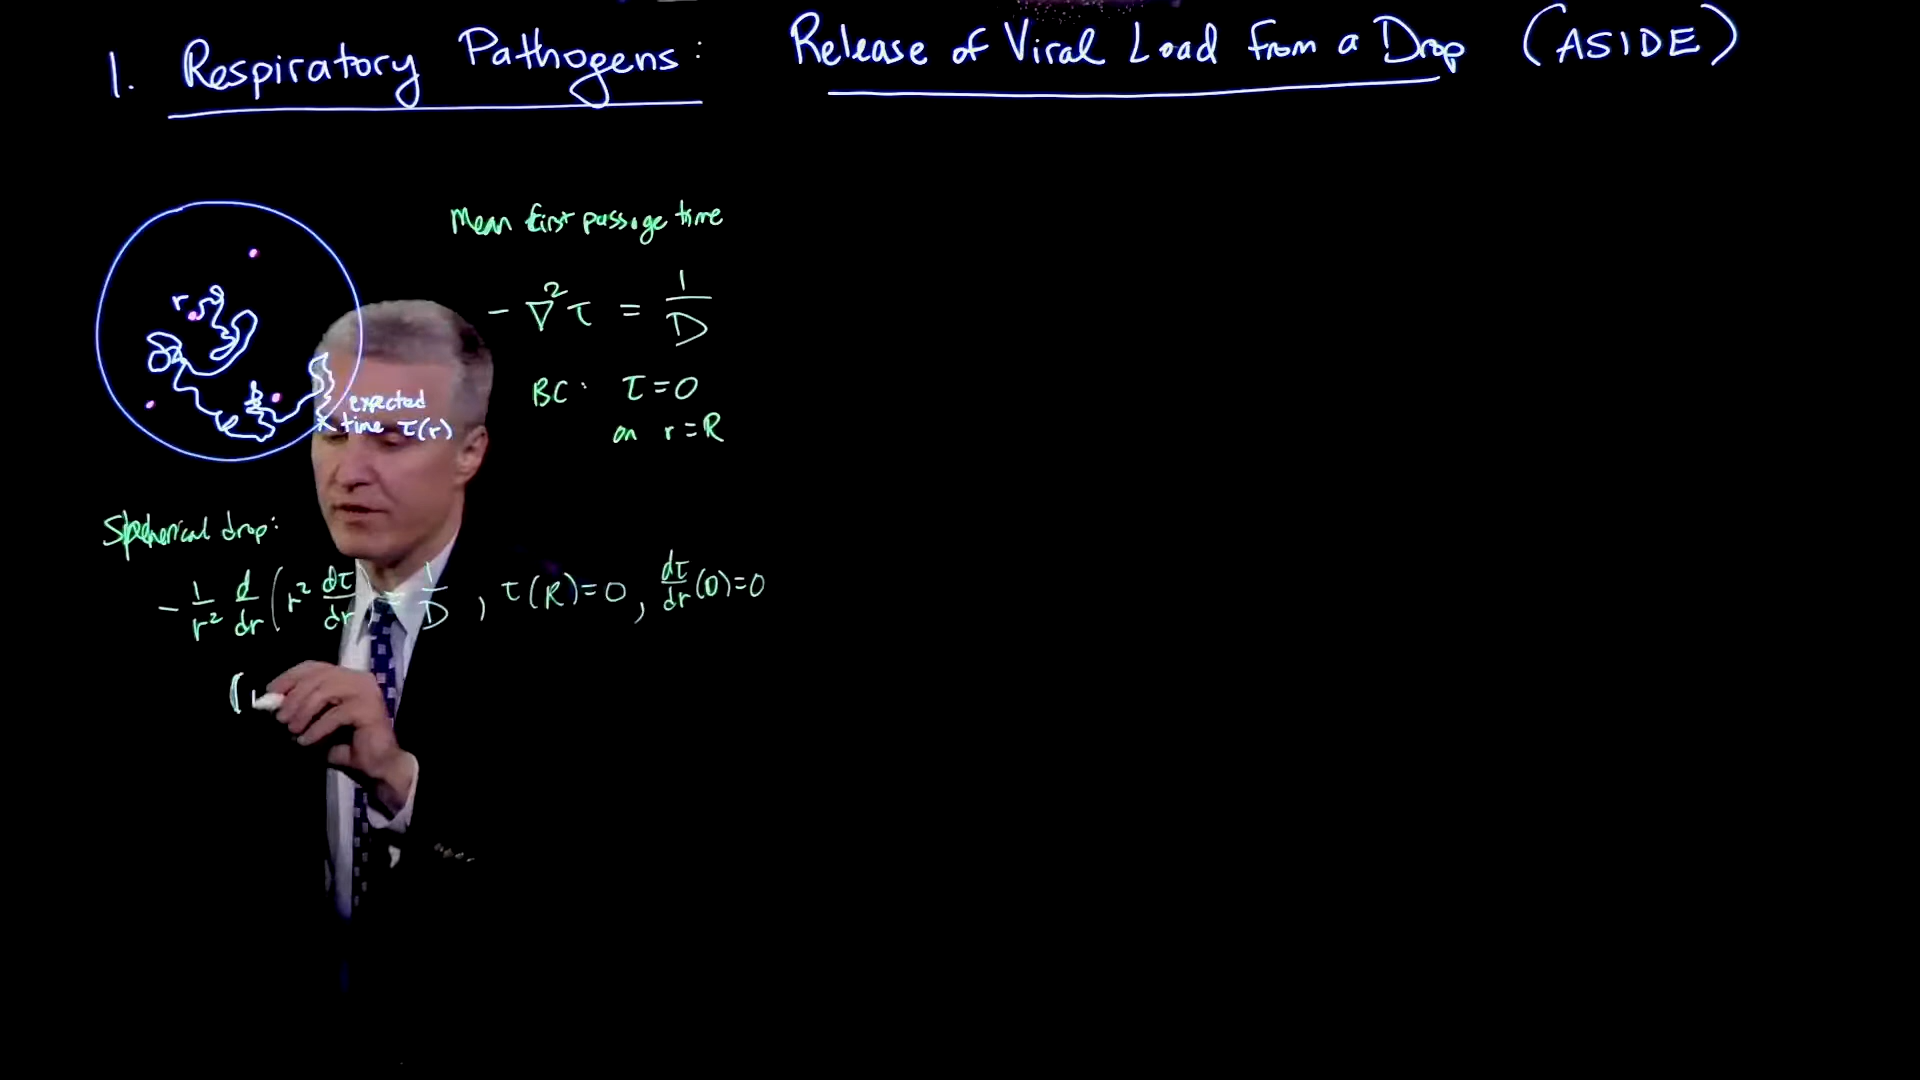 1. Respiratory Pathogens: Release of Viral Load from a Drop (ASIDE)
Mean first passage time
r
- ∇²τ = 1/D
BC: τ = 0
on r = R
expected
time τ(r)
Spherical drop:
- 1/r² d/dr (r² dτ/dr) = 1/D , τ(R) = 0 , dτ/dr (0) = 0
(